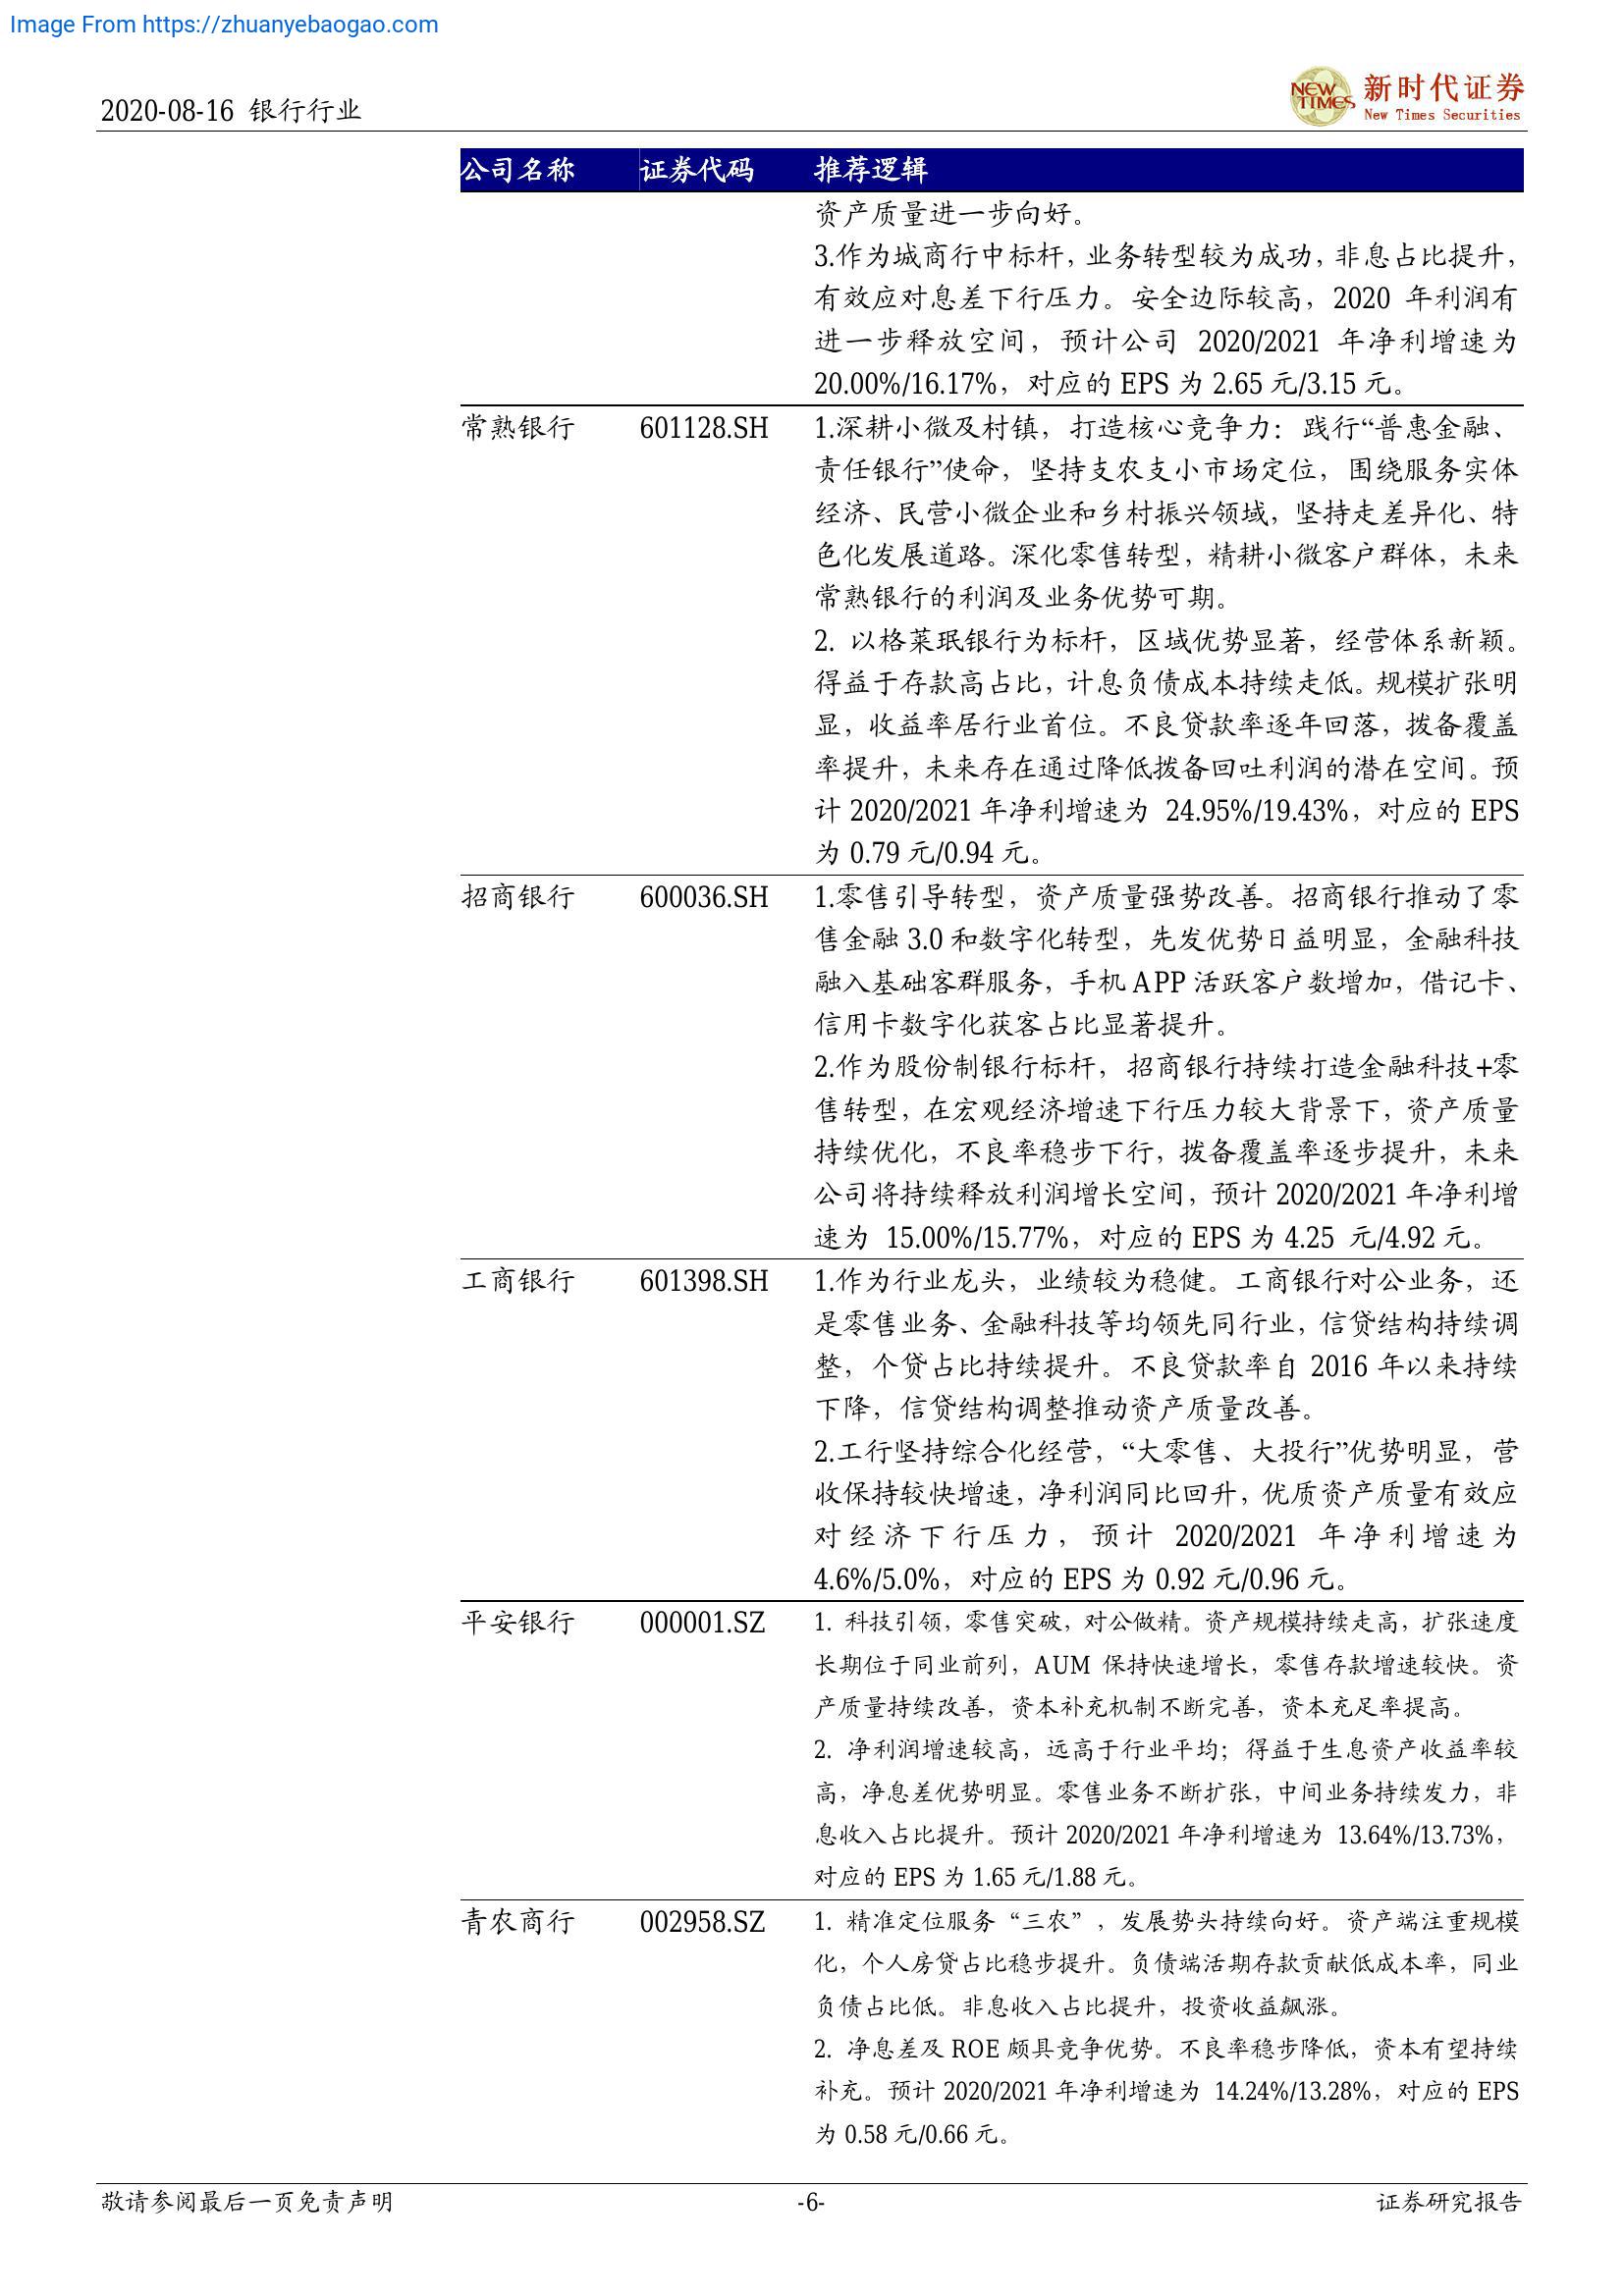 Image From https://zhuanyebaogao.com
2020-08-16 银行行业
NEW TIMES
新时代证券
New Times Securities
公司名称 证券代码 推荐逻辑
资产质量进一步向好。
3.作为城商行中标杆，业务转型较为成功，非息占比提升，
有效应对息差下行压力。安全边际较高，2020 年利润有
进一步释放空间，预计公司 2020/2021 年净利增速为
20.00%/16.17%，对应的 EPS 为 2.65 元/3.15 元。
常熟银行 601128.SH 1.深耕小微及村镇，打造核心竞争力：践行“普惠金融、
责任银行”使命，坚持支农支小市场定位，围绕服务实体
经济、民营小微企业和乡村振兴领域，坚持走差异化、特
色化发展道路。深化零售转型，精耕小微客户群体，未来
常熟银行的利润及业务优势可期。
2. 以格莱珉银行为标杆，区域优势显著，经营体系新颖。
得益于存款高占比，计息负债成本持续走低。规模扩张明
显，收益率居行业首位。不良贷款率逐年回落，拨备覆盖
率提升，未来存在通过降低拨备回吐利润的潜在空间。预
计 2020/2021 年净利增速为 24.95%/19.43%，对应的 EPS
为 0.79 元/0.94 元。
招商银行 600036.SH 1.零售引导转型，资产质量强势改善。招商银行推动了零
售金融 3.0 和数字化转型，先发优势日益明显，金融科技
融入基础客群服务，手机 APP 活跃客户数增加，借记卡、
信用卡数字化获客占比显著提升。
2.作为股份制银行标杆，招商银行持续打造金融科技+零
售转型，在宏观经济增速下行压力较大背景下，资产质量
持续优化，不良率稳步下行，拨备覆盖率逐步提升，未来
公司将持续释放利润增长空间，预计 2020/2021 年净利增
速为 15.00%/15.77%，对应的 EPS 为 4.25 元/4.92 元。
工商银行 601398.SH 1.作为行业龙头，业绩较为稳健。工商银行对公业务，还
是零售业务、金融科技等均领先同行业，信贷结构持续调
整，个贷占比持续提升。不良贷款率自 2016 年以来持续
下降，信贷结构调整推动资产质量改善。
2.工行坚持综合化经营，“大零售、大投行”优势明显，营
收保持较快增速，净利润同比回升，优质资产质量有效应
对经济下行压力，预计 2020/2021 年净利增速为
4.6%/5.0%，对应的 EPS 为 0.92 元/0.96 元。
平安银行 000001.SZ 1. 科技引领，零售突破，对公做精。资产规模持续走高，扩张速度
长期位于同业前列，AUM 保持快速增长，零售存款增速较快。资
产质量持续改善，资本补充机制不断完善，资本充足率提高。
2. 净利润增速较高，远高于行业平均；得益于生息资产收益率较
高，净息差优势明显。零售业务不断扩张，中间业务持续发力，非
息收入占比提升。预计 2020/2021 年净利增速为 13.64%/13.73%，
对应的 EPS 为 1.65 元/1.88 元。
青农商行 002958.SZ 1. 精准定位服务“三农”，发展势头持续向好。资产端注重规模
化，个人房贷占比稳步提升。负债端活期存款贡献低成本率，同业
负债占比低。非息收入占比提升，投资收益飙涨。
2. 净息差及 ROE 颇具竞争优势。不良率稳步降低，资本有望持续
补充。预计 2020/2021 年净利增速为 14.24%/13.28%，对应的 EPS
为 0.58 元/0.66 元。
敬请参阅最后一页免责声明 -6- 证券研究报告